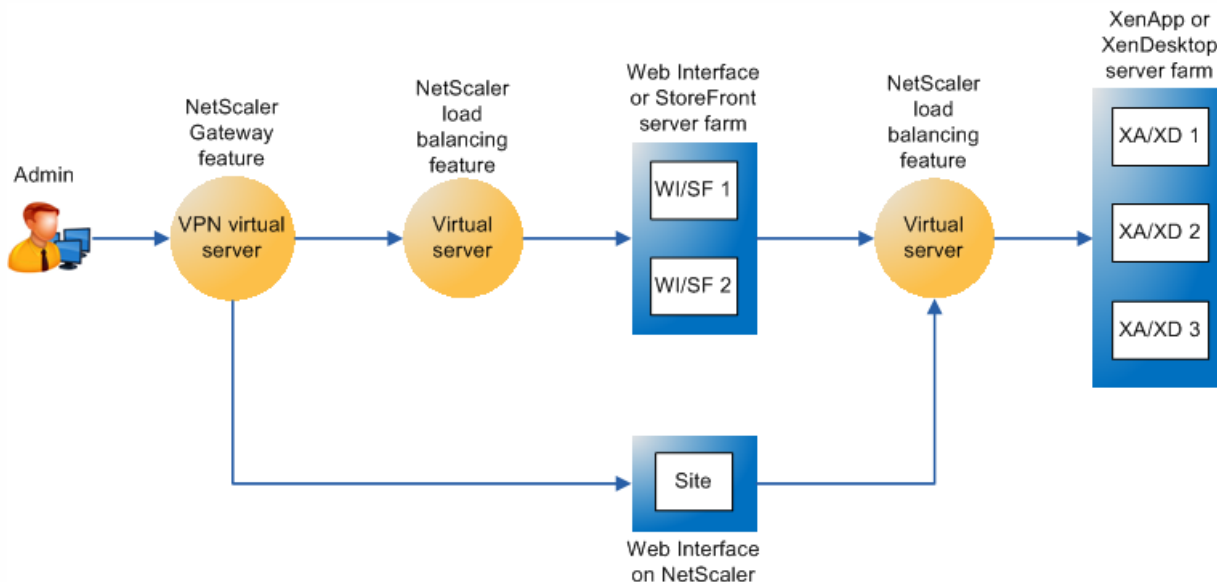 Admin
NetScaler
Gateway
feature
VPN virtual
server
NetScaler
load
balancing
feature
Virtual
server
Web Interface
or StoreFront
server farm
WI/SF 1
WI/SF 2
NetScaler
load
balancing
feature
Virtual
server
XenApp or
XenDesktop
server farm
XA/XD 1
XA/XD 2
XA/XD 3
Site
Web Interface
on NetScaler